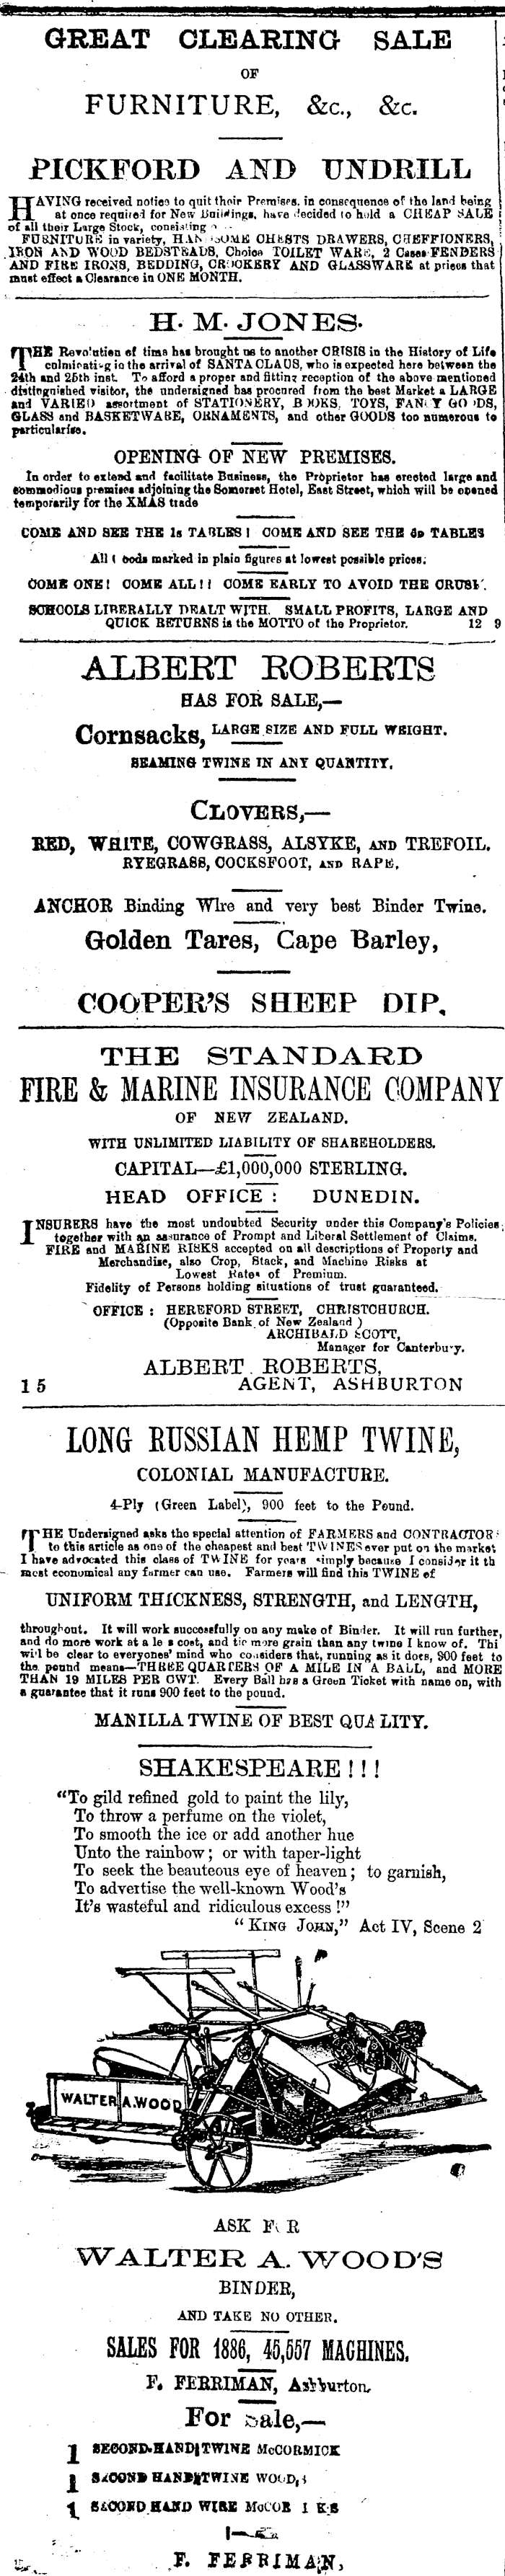 GREAT CLEARING SALE
OF
FURNITURE, &c., &c.
PICKFORD AND UNDRILL
HAVING received notice to quit their Premises, in consequence of the land being
at once required for New Buildings, have decided to hold a CHEAP SALE
of all their Large Stock, consisting
FURNITURE in variety, HANDSOME CHESTS DRAWERS, CHEFFIONERS,
IRON AND WOOD BEDSTEADS, Choice TOILET WARE, 2 Cases FENDERS
AND FIRE IRONS, BEDDING, CROCKERY AND GLASSWARE at prices that
must effect a Clearance in ONE MONTH.
H. M. JONES.
THE Revolution of time has brought us to another CRISIS in the History of Life
culminating in the arrival of SANTA CLAUS, who is expected here between the
24th and 25th inst. To afford a proper and fitting reception of the above mentioned
distinguished visitor, the undersigned has procured from the best Market a LARGE
and VARIED assortment of STATIONERY, BOOKS, TOYS, FANCY GOODS,
GLASS and BASKETWARE, ORNAMENTS, and other GOODS too numerous to
particularise.
OPENING OF NEW PREMISES.
In order to extend and facilitate Business, the Proprietor has erected large and
commodious premises adjoining the Somerset Hotel, East Street, which will be opened
temporarily for the XMAS trade
COME AND SEE THE 1s TABLES! COME AND SEE THE 6D TABLES
All Goods marked in plain figures at lowest possible prices.
COME ONE! COME ALL!! COME EARLY TO AVOID THE CRUSH.
SCHOOLS LIBERALLY DEALT WITH. SMALL PROFITS, LARGE AND
QUICK RETURNS is the MOTTO of the Proprietor. 12 9
ALBERT ROBERTS
HAS FOR SALE,—
Cornsacks, LARGE SIZE AND FULL WEIGHT.
SEAMING TWINE IN ANY QUANTITY.
CLOVERS,—
RED, WHITE, COWGRASS, ALSYKE, AND TREFOIL.
RYEGRASS, COCKSFOOT, AND RAPE.
ANCHOR Binding Wire and very best Binder Twine.
Golden Tares, Cape Barley,
COOPER'S SHEEP DIP.
THE STANDARD
FIRE & MARINE INSURANCE COMPANY
OF NEW ZEALAND.
WITH UNLIMITED LIABILITY OF SHAREHOLDERS.
CAPITAL—£1,000,000 STERLING.
HEAD OFFICE: DUNEDIN.
INSURERS have the most undoubted Security under this Company's Policies,
together with an assurance of Prompt and Liberal Settlement of Claims.
FIRE and MARINE RISKS accepted on all descriptions of Property and
Merchandise, also Crop, Stack, and Machine Risks at
Lowest Rates of Premium.
Fidelity of Persons holding situations of trust guaranteed.
OFFICE: HEREFORD STREET, CHRISTCHURCH.
(Opposite Bank of New Zealand)
ARCHIBALD SCOTT,
Manager for Canterbury.
ALBERT ROBERTS,
15 AGENT, ASHBURTON
LONG RUSSIAN HEMP TWINE,
COLONIAL MANUFACTURE.
4-Ply (Green Label), 900 feet to the Pound.
THE Undersigned asks the special attention of FARMERS and CONTRACTORS
to this article as one of the cheapest and best TWINES ever put on the market
I have advocated this class of TWINE for years simply because I consider it th
most economical any farmer can use. Farmers will find this TWINE of
UNIFORM THICKNESS, STRENGTH, and LENGTH,
throughout. It will work successfully on any make of Binder. It will run further,
and do more work at a less cost, and tie more grain than any twine I know of. Thi
will be clear to everyones' mind who considers that, running as it does, 900 feet to
the pound means—THREE QUARTERS OF A MILE IN A BALL, and MORE
THAN 19 MILES PER CWT. Every Ball has a Green Ticket with name on, with
a guarantee that it runs 900 feet to the pound.
MANILLA TWINE OF BEST QUALITY.
SHAKESPEARE!!!
"To gild refined gold to paint the lily,
To throw a perfume on the violet,
To smooth the ice or add another hue
Unto the rainbow; or with taper-light
To seek the beauteous eye of heaven; to garnish,
To advertise the well-known Wood's
It's wasteful and ridiculous excess!"
"KING JOHN," Act IV, Scene 2
WALTER A. WOOD
ASK F R
WALTER A. WOOD'S
BINDER,
AND TAKE NO OTHER.
SALES FOR 1886, 45,557 MACHINES.
F. FERRIMAN, Ashburton.
For Sale,—
1 SECOND-HAND TWINE McCORMICK
1 SECOND HAND TWINE WOOD,S
1 SECOND HAND WIRE McCOR I K'S
F. FERRIMAN,